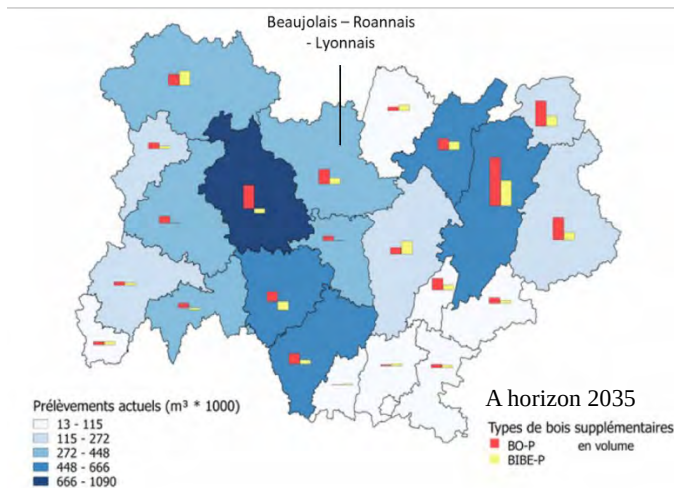 Beaujolais – Roannais
- Lyonnais
Prélèvements actuels (m³ * 1000)
13 - 115
115 - 272
272 - 448
448 - 666
666 - 1090
A horizon 2035
Types de bois supplémentaires
BO-P en volume
BIBE-P